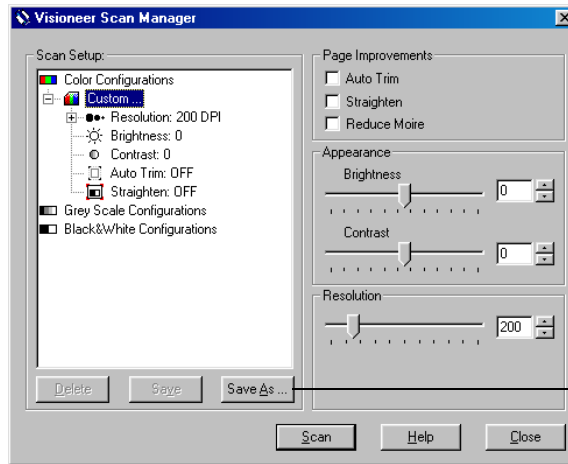 Visioneer Scan Manager
Scan Setup:
Color Configurations
Custom ...
Resolution: 200 DPI
Brightness: 0
Contrast: 0
Auto Trim: OFF
Straighten: OFF
Grey Scale Configurations
Black&White Configurations
Delete
Save
Save As ...
Page Improvements
Auto Trim
Straighten
Reduce Moire
Appearance
Brightness
0
Contrast
0
Resolution
200
Scan
Help
Close